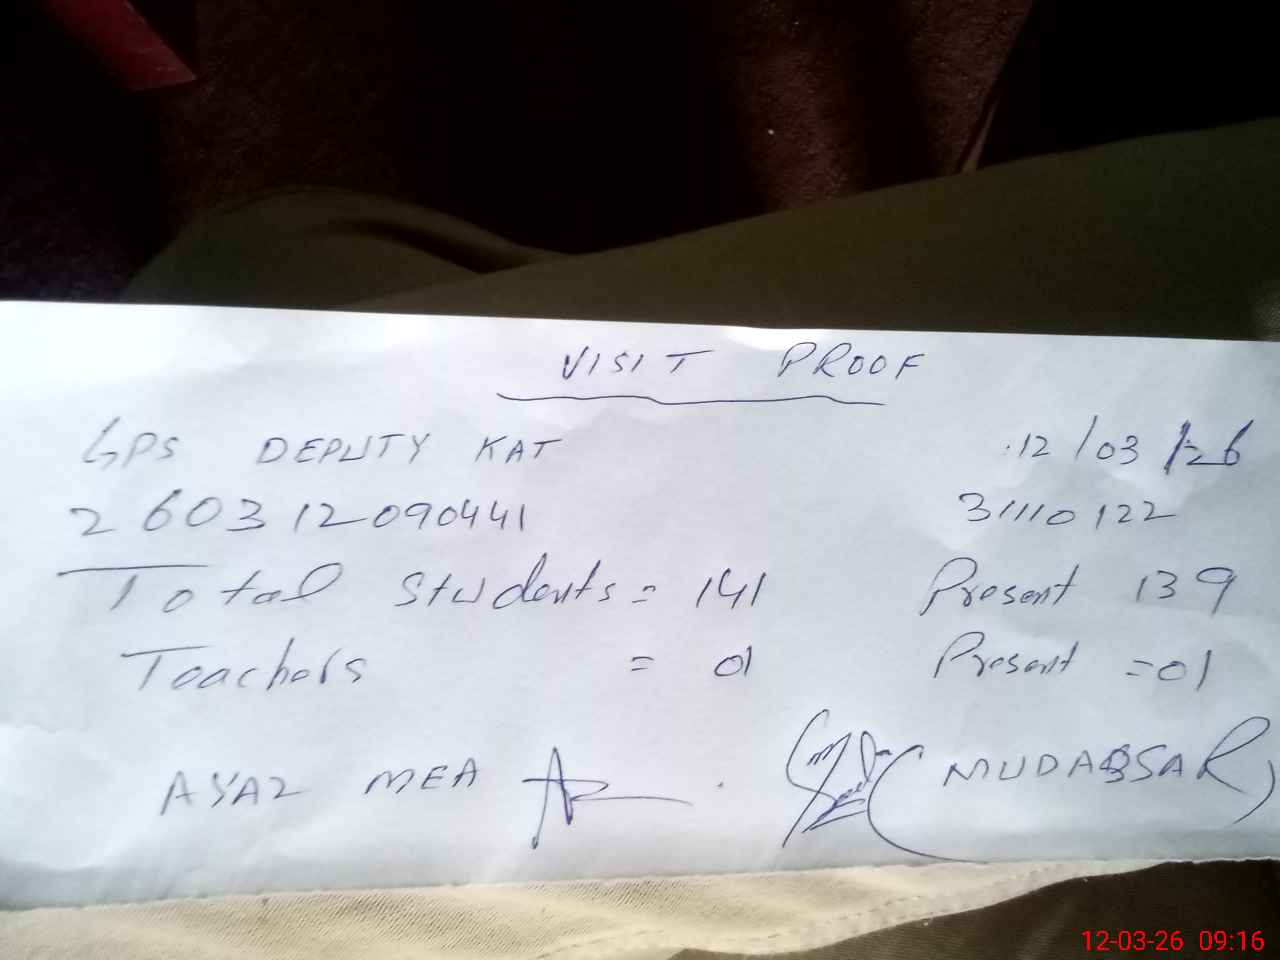 VISIT PROOF
GPS DEPUTY KAT 12/03/26
260312090441 31110122
Total Students = 141 Present 139
Teachers = 01 Present = 01
AYAZ MEA (MUDABSAR)
12-03-26 09:16